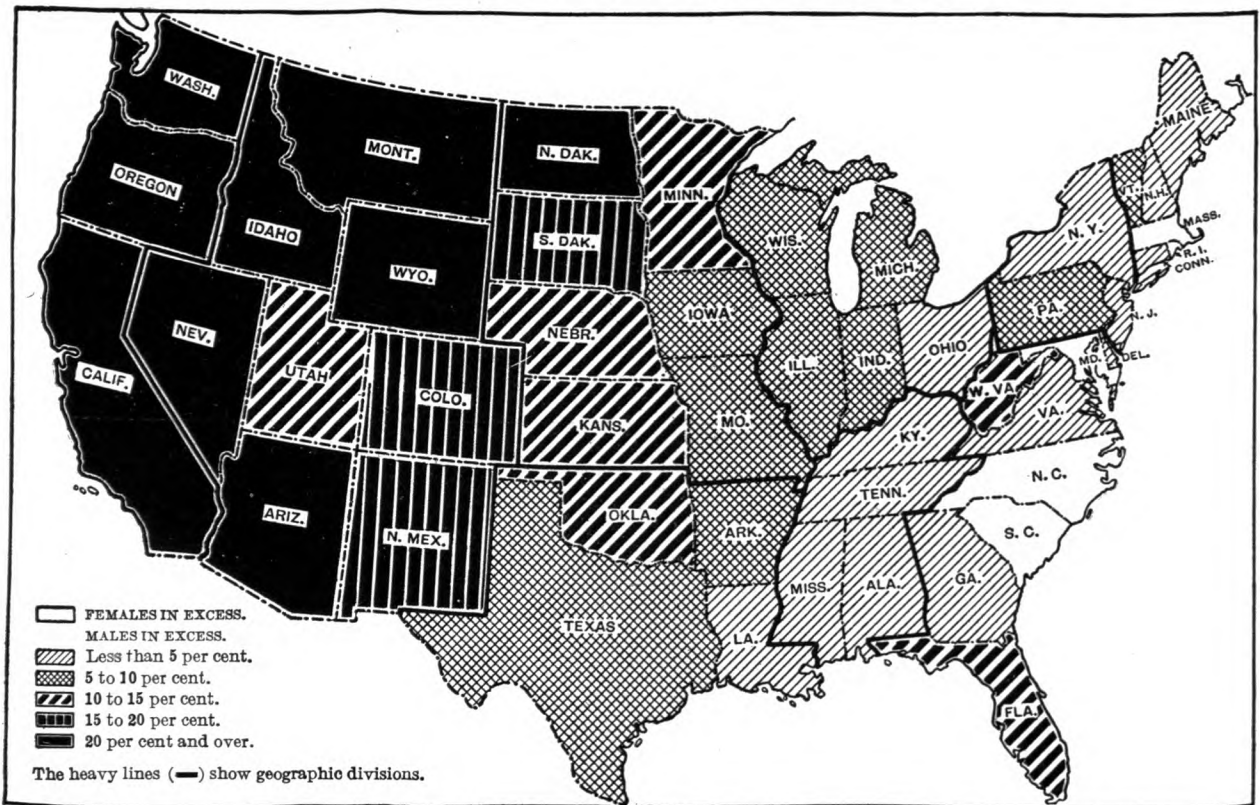 WASH.
OREGON
CALIF.
NEV.
IDAHO
MONT.
WYO.
UTAH
COLO.
ARIZ.
N. MEX.
N. DAK.
S. DAK.
NEBR.
KANS.
OKLA.
TEXAS
MINN.
IOWA
MO.
ARK.
LA.
WIS.
ILL.
MICH.
IND.
OHIO
KY.
TENN.
MISS.
ALA.
GA.
FLA.
S. C.
N. C.
VA.
W. VA.
MD.
DEL.
PA.
N. J.
N. Y.
CONN.
R. I.
MASS.
VT.
N. H.
MAINE
FEMALES IN EXCESS.
MALES IN EXCESS.
Less than 5 per cent.
5 to 10 per cent.
10 to 15 per cent.
15 to 20 per cent.
20 per cent and over.
The heavy lines (▬) show geographic divisions.